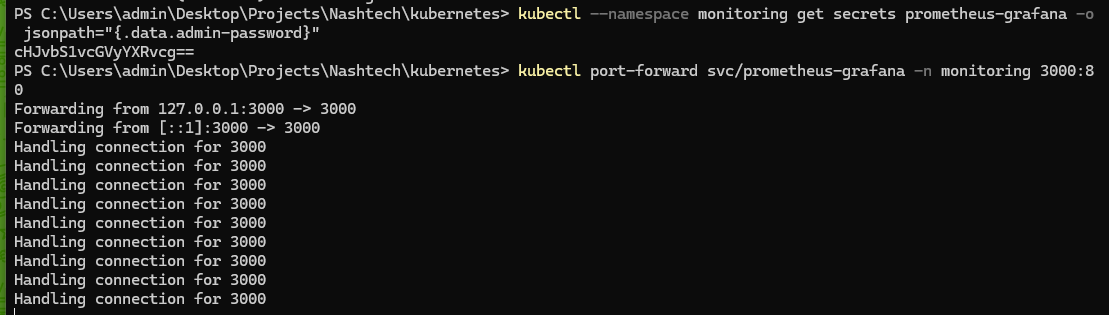 PS C:\Users\admin\Desktop\Projects\Nashtech\kubernetes> kubectl --namespace monitoring get secrets prometheus-grafana -o
jsonpath="{.data.admin-password}"
cHJvbS1vcGVyYXRvcg==
PS C:\Users\admin\Desktop\Projects\Nashtech\kubernetes> kubectl port-forward svc/prometheus-grafana -n monitoring 3000:8
0
Forwarding from 127.0.0.1:3000 -> 3000
Forwarding from [::1]:3000 -> 3000
Handling connection for 3000
Handling connection for 3000
Handling connection for 3000
Handling connection for 3000
Handling connection for 3000
Handling connection for 3000
Handling connection for 3000
Handling connection for 3000
Handling connection for 3000